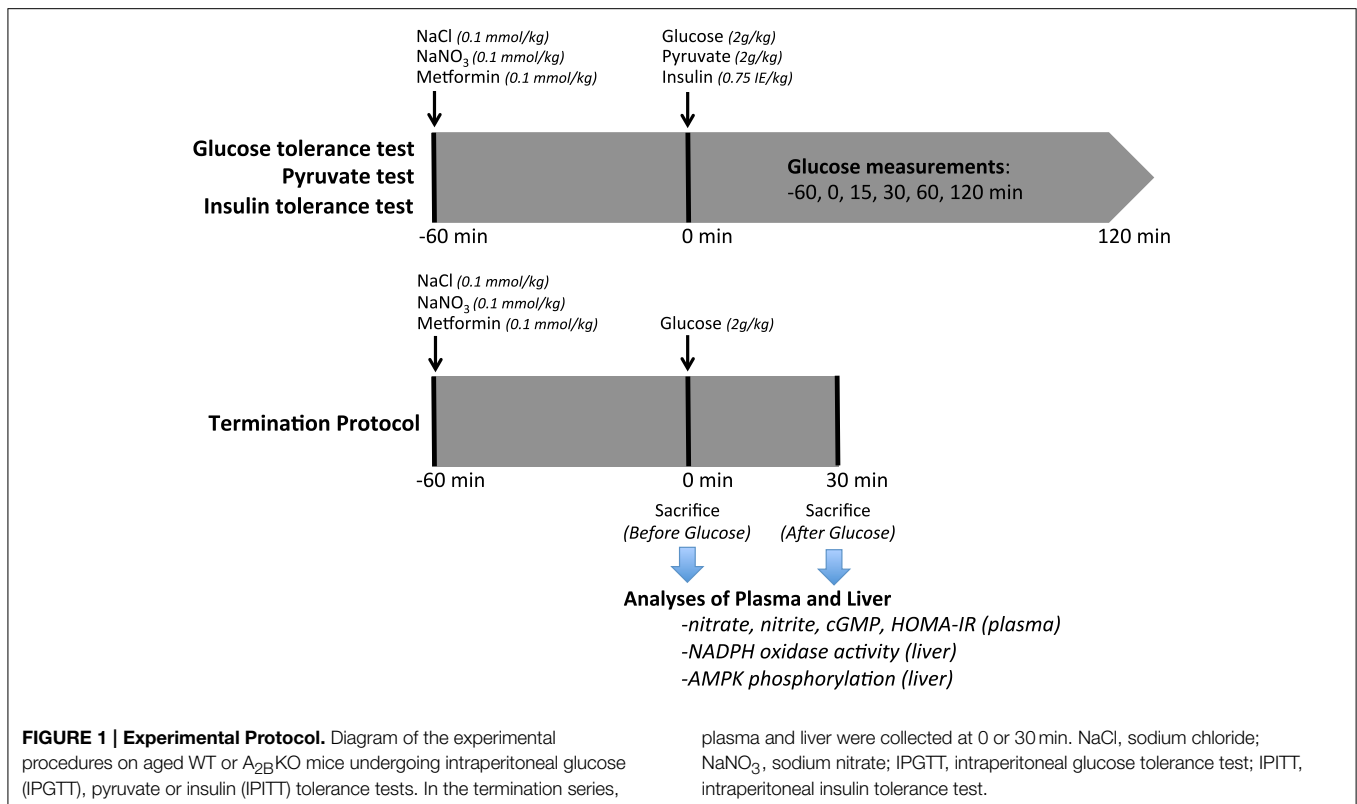 NaCl (0.1 mmol/kg)
NaNO3 (0.1 mmol/kg)
Metformin (0.1 mmol/kg)
Glucose (2g/kg)
Pyruvate (2g/kg)
Insulin (0.75 IE/kg)
Glucose tolerance test
Pyruvate test
Insulin tolerance test
Glucose measurements:
-60, 0, 15, 30, 60, 120 min
-60 min
0 min
120 min
NaCl (0.1 mmol/kg)
NaNO3 (0.1 mmol/kg)
Metformin (0.1 mmol/kg)
Glucose (2g/kg)
Termination Protocol
-60 min
0 min
30 min
Sacrifice
(Before Glucose)
Sacrifice
(After Glucose)
Analyses of Plasma and Liver
-nitrate, nitrite, cGMP, HOMA-IR (plasma)
-NADPH oxidase activity (liver)
-AMPK phosphorylation (liver)
FIGURE 1 | Experimental Protocol. Diagram of the experimental
procedures on aged WT or A2BKO mice undergoing intraperitoneal glucose
(IPGTT), pyruvate or insulin (IPITT) tolerance tests. In the termination series,
plasma and liver were collected at 0 or 30 min. NaCl, sodium chloride;
NaNO3, sodium nitrate; IPGTT, intraperitoneal glucose tolerance test; IPITT,
intraperitoneal insulin tolerance test.